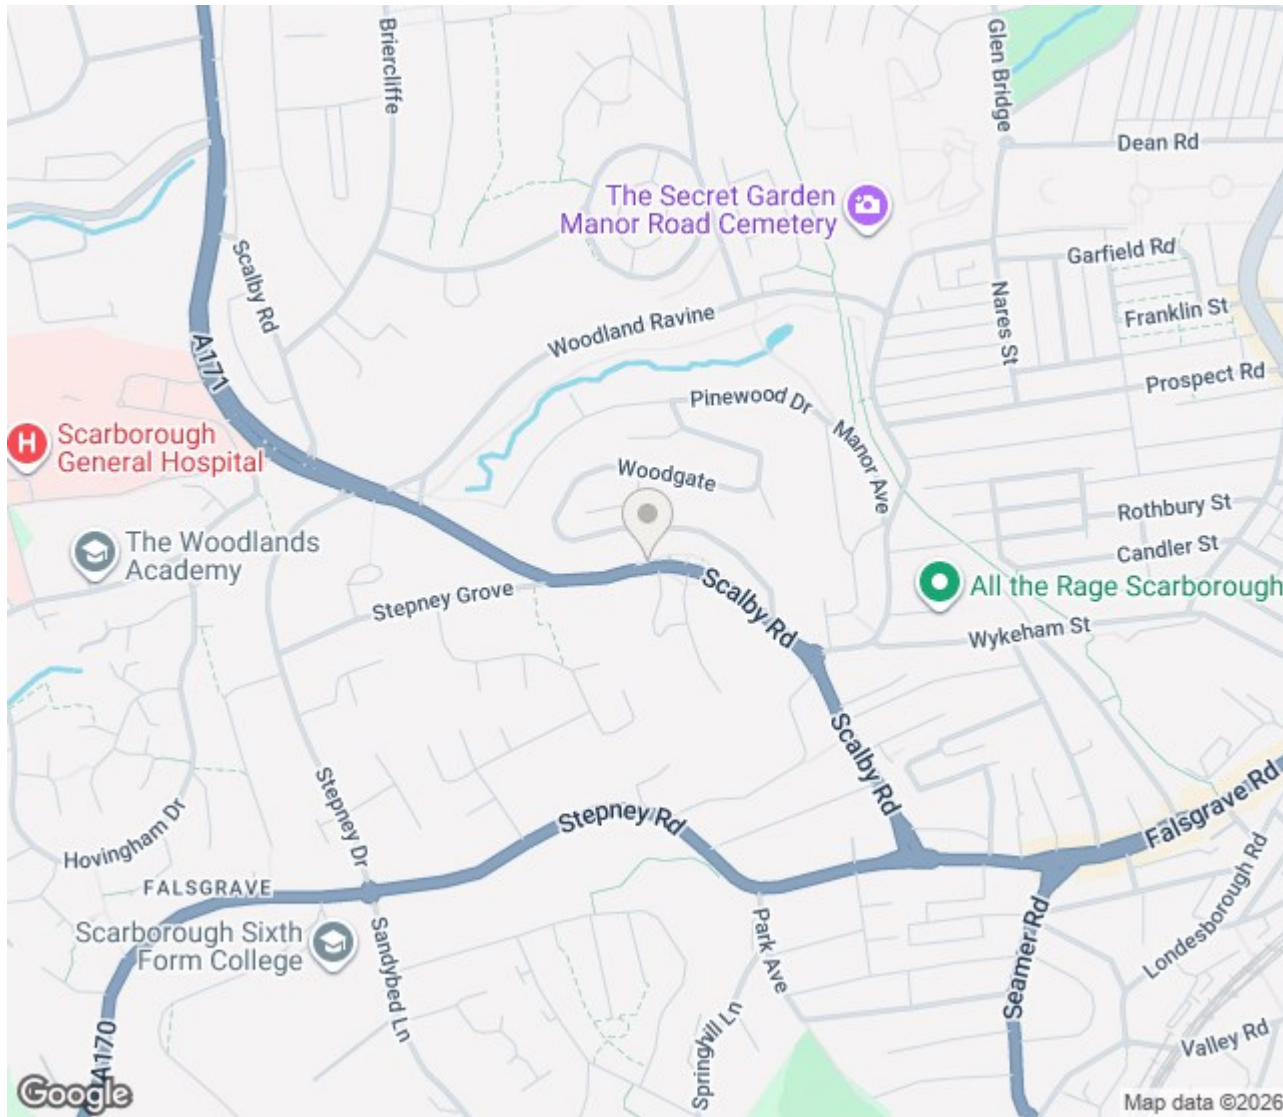 Briercliffe
Glen Bridge
Dean Rd
The Secret Garden
Manor Road Cemetery
Scalby Rd
Garfield Rd
Nares St
Franklin St
Woodland Ravine
A171
Prospect Rd
Pinewood Dr
Manor Ave
Scarborough
General Hospital
H
Woodgate
Rothbury St
Candler St
The Woodlands
Academy
Stepney Grove
Scalby Rd
All the Rage Scarborough
Wykeham St
Scalby Rd
Stepney Dr
Stepney Rd
Falsgrave Rd
Hovingham Dr
FALSGRAVE
Londesborough Rd
Scarborough Sixth
Form College
Sandybed Ln
Park Ave
Seamer Rd
Springhill Ln
A170
Valley Rd
Google
Map data ©2026